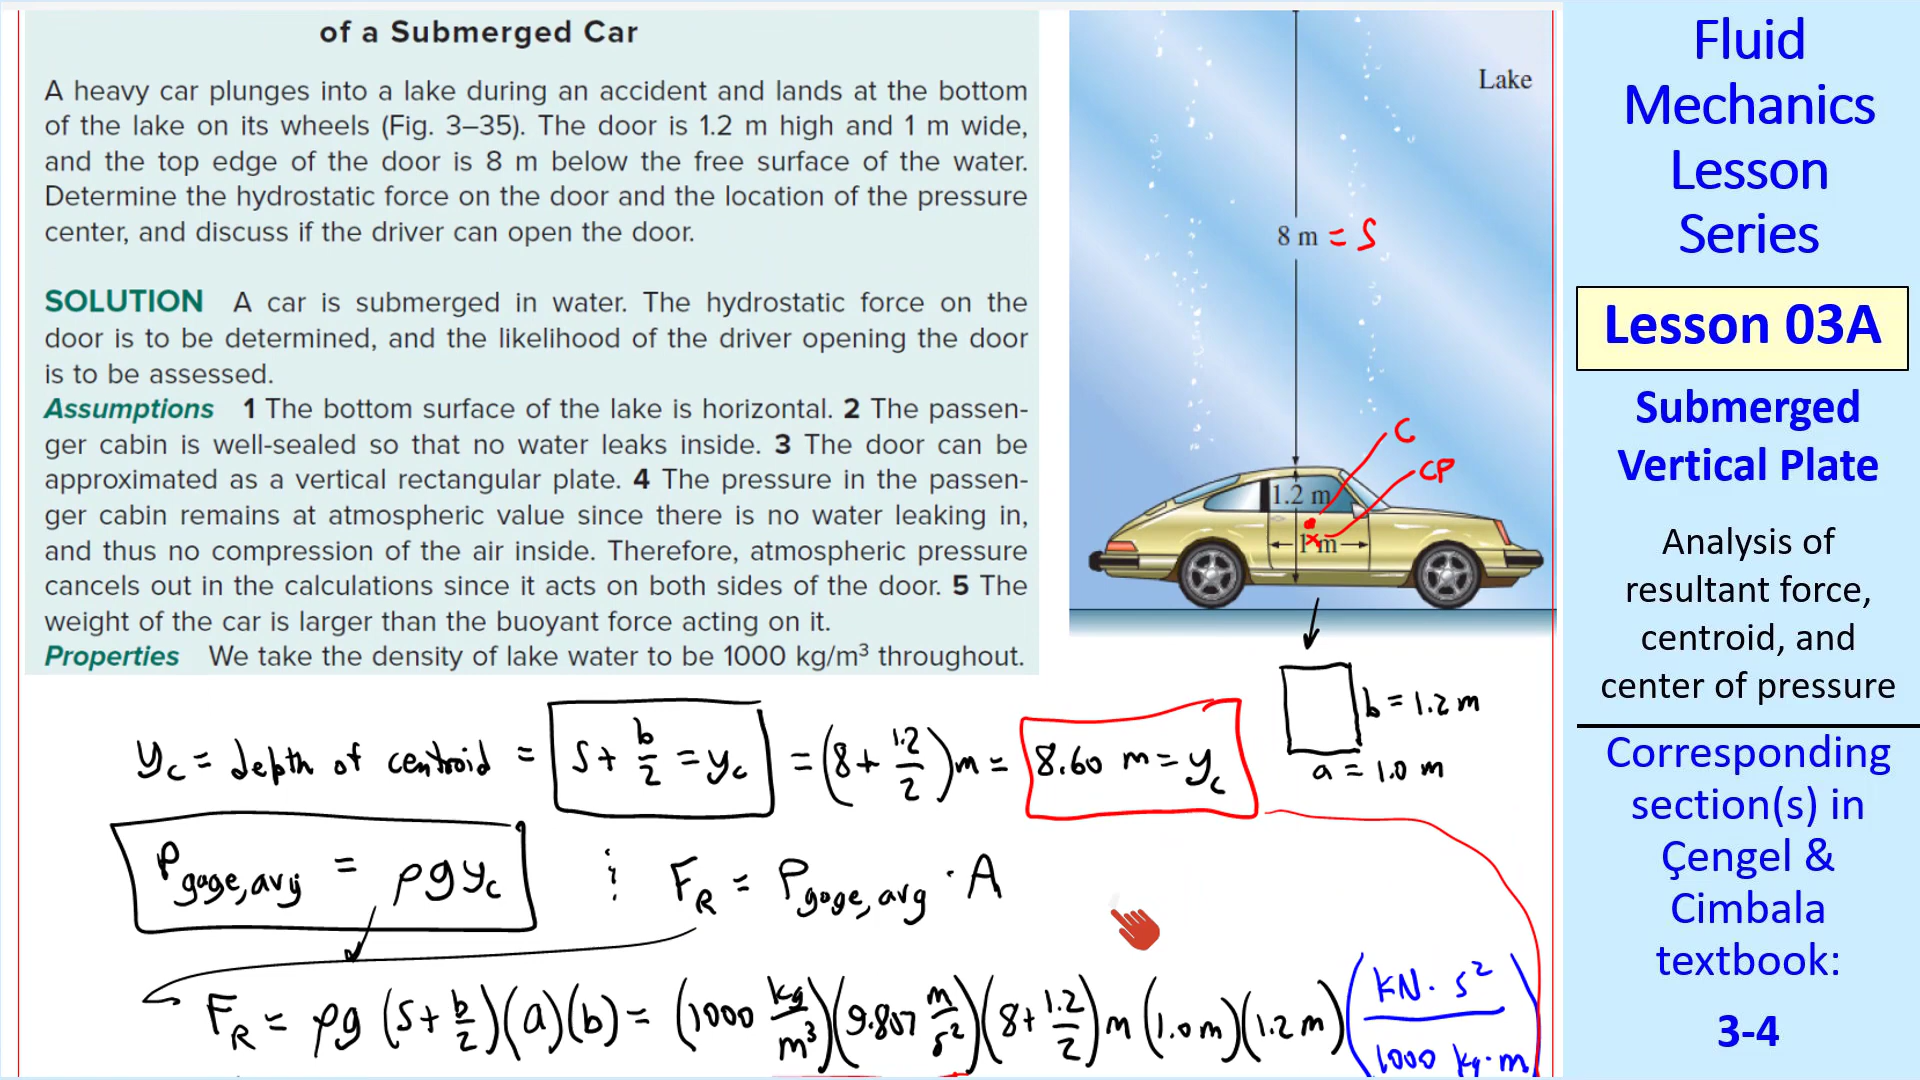 of a Submerged Car
A heavy car plunges into a lake during an accident and lands at the bottom
of the lake on its wheels (Fig. 3–35). The door is 1.2 m high and 1 m wide,
and the top edge of the door is 8 m below the free surface of the water.
Determine the hydrostatic force on the door and the location of the pressure
center, and discuss if the driver can open the door.
SOLUTION A car is submerged in water. The hydrostatic force on the
door is to be determined, and the likelihood of the driver opening the door
is to be assessed.
Assumptions 1 The bottom surface of the lake is horizontal. 2 The passen-
ger cabin is well-sealed so that no water leaks inside. 3 The door can be
approximated as a vertical rectangular plate. 4 The pressure in the passen-
ger cabin remains at atmospheric value since there is no water leaking in,
and thus no compression of the air inside. Therefore, atmospheric pressure
cancels out in the calculations since it acts on both sides of the door. 5 The
weight of the car is larger than the buoyant force acting on it.
Properties We take the density of lake water to be 1000 kg/m³ throughout.
Lake
8 m = S
C
CP
1.2 m
1 m
b = 1.2 m
a = 1.0 m
y_c = depth of centroid = S + b/2 = y_c = (8 + 1.2/2) m = 8.60 m = y_c
P_gage,avg = ρg y_c ; F_R = P_gage,avg · A
F_R = ρg (S + b/2)(a)(b) = (1000 kg/m³)(9.807 m/s²)(8 + 1.2/2) m (1.0 m)(1.2 m)(kN·s²/1000 kg·m)
Fluid
Mechanics
Lesson
Series
Lesson 03A
Submerged
Vertical Plate
Analysis of
resultant force,
centroid, and
center of pressure
Corresponding
section(s) in
Çengel &
Cimbala
textbook:
3-4